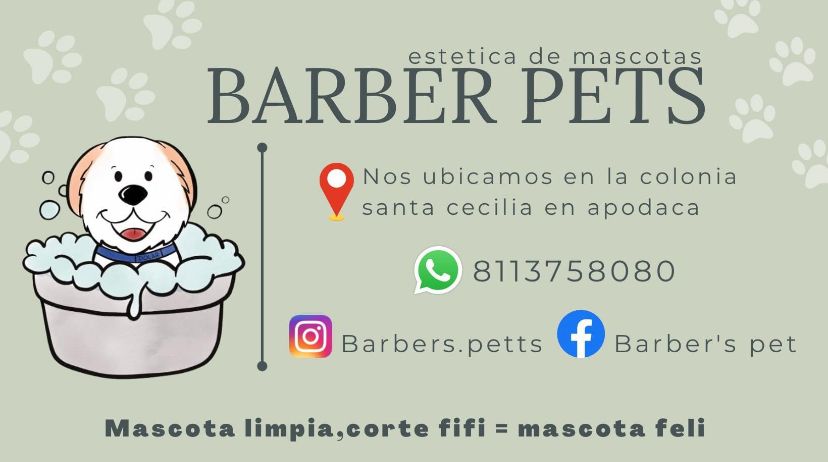 estetica de mascotas
BARBER PETS
Nos ubicamos en la colonia
santa cecilia en apodaca
8113758080
Barbers.petts
Barber's pet
Mascota limpia,corte fifi = mascota feli